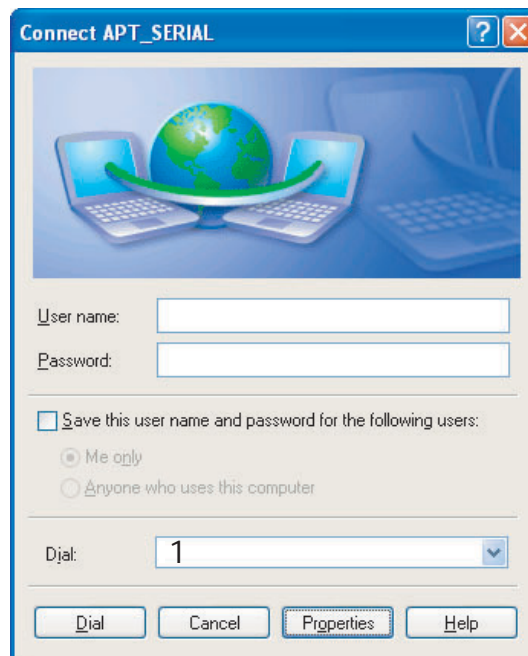 Connect APT_SERIAL
User name:
Password:
Save this user name and password for the following users:
Me only
Anyone who uses this computer
Dial:
1
Dial
Cancel
Properties
Help